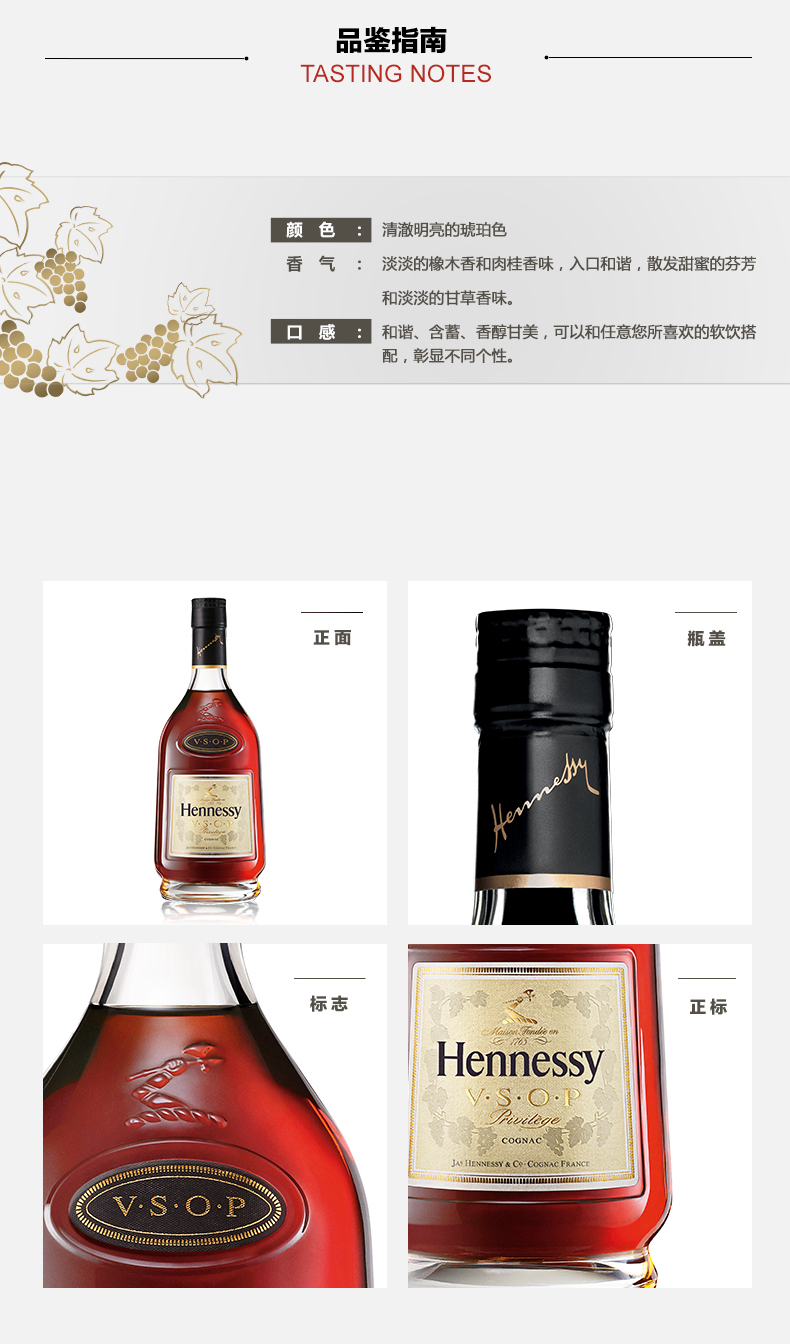 品鉴指南
TASTING NOTES
颜 色 : 清澈明亮的琥珀色
香 气 : 淡淡的橡木香和肉桂香味，入口和谐，散发甜蜜的芬芳
和淡淡的甘草香味。
口 感 : 和谐、含蓄、香醇甘美，可以和任意您所喜欢的软饮搭
配，彰显不同个性。
正面
Hennessy
V·S·O·P
Hennessy
V·S·O·P
Privilège
COGNAC
瓶盖
Hennessy
标志
V·S·O·P
正标
Maison Fondée en
1765
Hennessy
V·S·O·P
Privilège
COGNAC
JAS HENNESSY & CO · COGNAC FRANCE